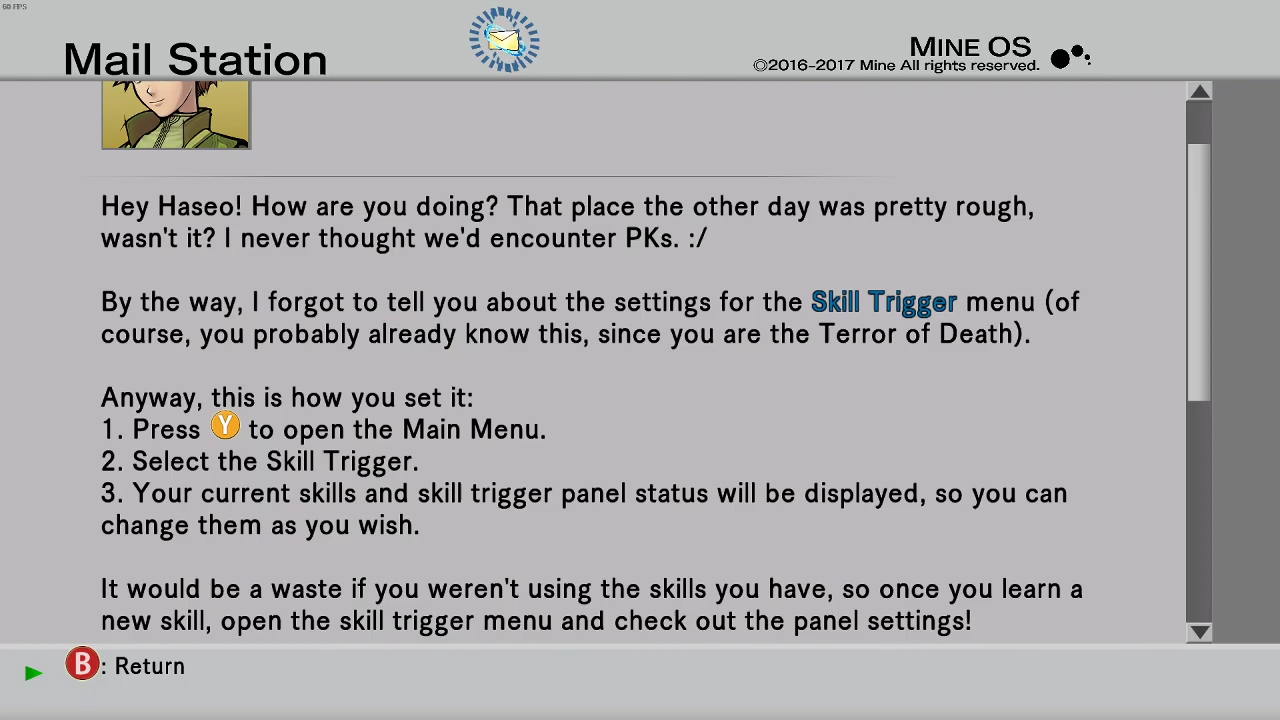 60 FPS
Mail Station
MINE OS
©2016-2017 Mine All rights reserved.
Hey Haseo! How are you doing? That place the other day was pretty rough,
wasn't it? I never thought we'd encounter PKs. :/
By the way, I forgot to tell you about the settings for the Skill Trigger menu (of
course, you probably already know this, since you are the Terror of Death).
Anyway, this is how you set it:
1. Press Y to open the Main Menu.
2. Select the Skill Trigger.
3. Your current skills and skill trigger panel status will be displayed, so you can
change them as you wish.
It would be a waste if you weren't using the skills you have, so once you learn a
new skill, open the skill trigger menu and check out the panel settings!
B: Return